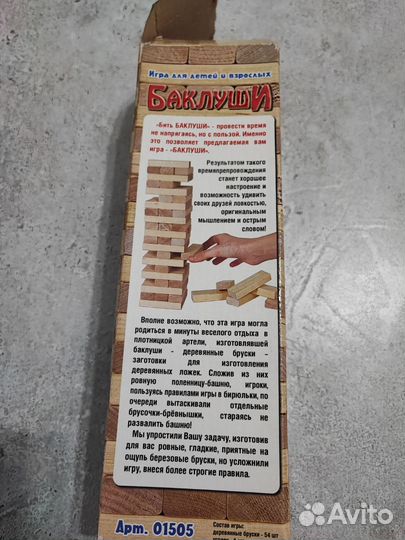 Игра для детей и взрослых
БАКЛУШИ
«Бить БАКЛУШИ» - провести время
не напрягаясь, но с пользой. Именно
это позволяет предлагаемая вам
игра - «БАКЛУШИ».
Результатом такого
времяпрепровождения
станет хорошее
настроение и
возможность удивить
своих друзей ловкостью,
оригинальным
мышлением и острым
словом!
Вполне возможно, что эта игра могла
родиться в минуты веселого отдыха в
плотницкой артели, изготовлявшей
баклуши - деревянные бруски -
заготовки для изготовления
деревянных ложек. Сложив из них
ровную поленницу-башню, игроки,
пользуясь правилами игры в бирюльки, по
очереди вытаскивали отдельные
брусочки-брёвнышки, стараясь не
развалить башню!
Мы упростили Вашу задачу, изготовив
для вас ровные, гладкие, приятные на
ощупь березовые бруски, но усложнили
игру, внеся более строгие правила.
Арт. 01505
Состав игры:
деревянные бруски - 54 шт
Avito